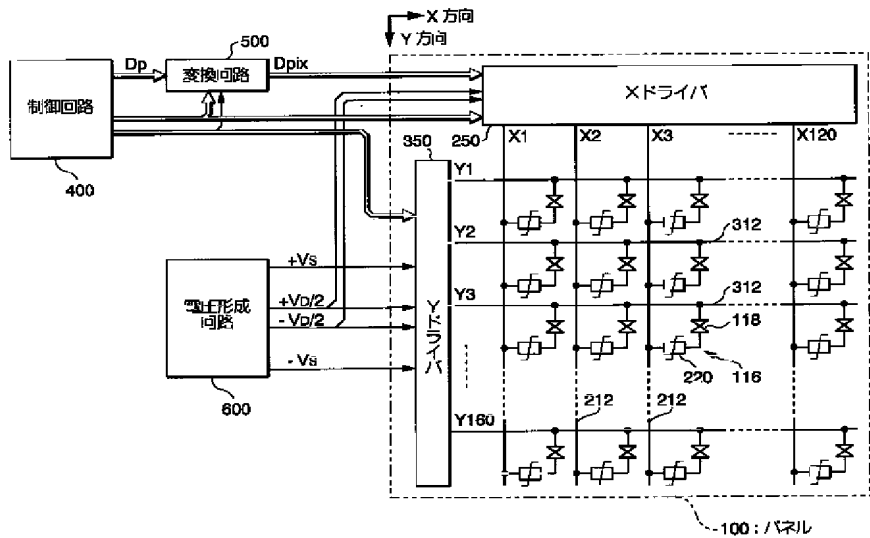 X 方向
Y 方向
500
Dp
変換回路
Dpix
制御回路
400
Xドライバ
250
X1
X2
X3
X120
350
Y1
Y2
Y3
Y160
Yドライバ
312
312
118
220
116
212
212
電圧形成
回路
600
+VS
+VD/2
-VD/2
-VS
100：パネル